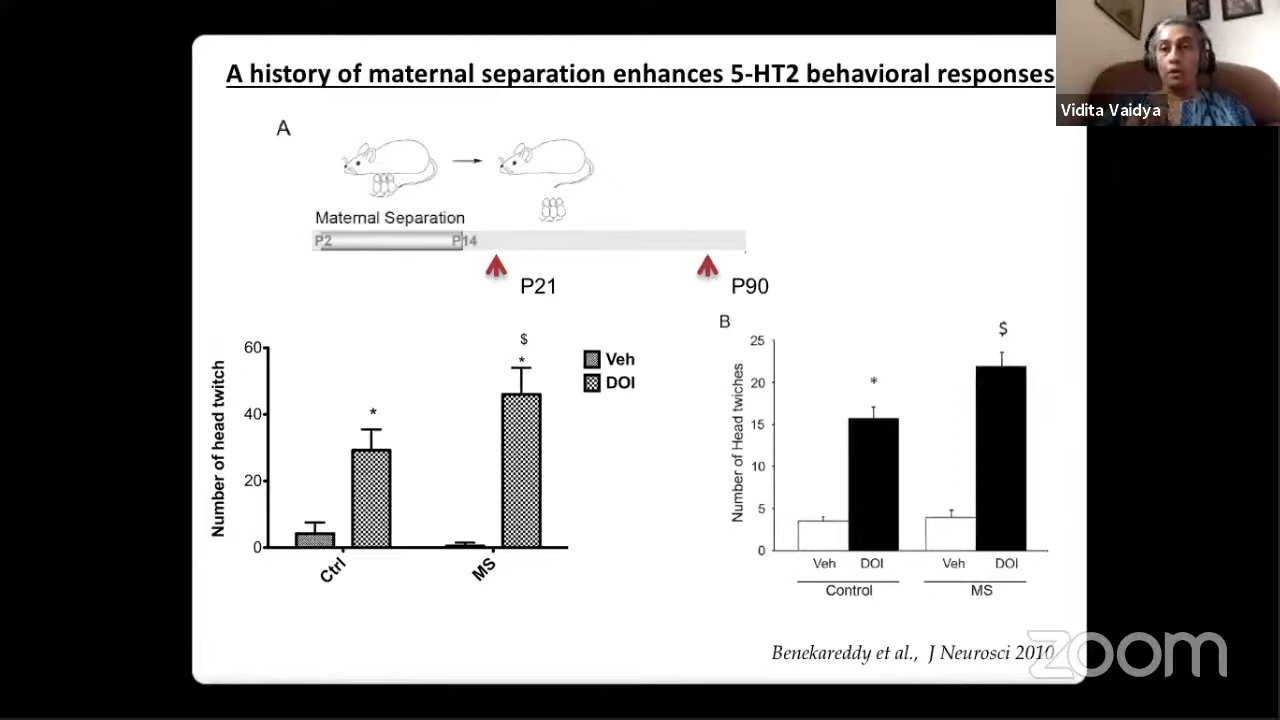 A history of maternal separation enhances 5-HT2 behavioral responses
Vidita Vaidya
A
Maternal Separation
P2
P14
P21
P90
Number of head twitch
60
40
20
0
$
*
*
Ctrl
MS
Veh
DOI
B
Number of Head twiches
25
20
15
10
5
0
*
$
Veh DOI Veh DOI
Control MS
Benekareddy et al., J Neurosci 2010
zoom